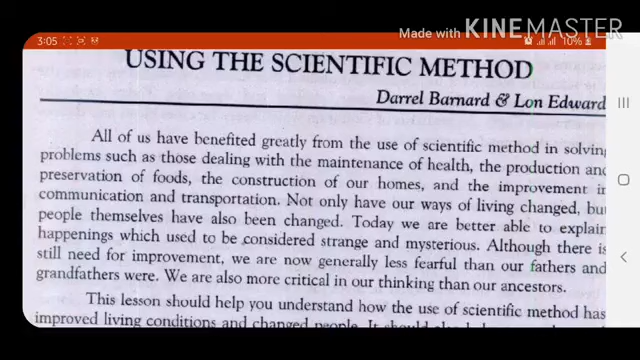 Made with KINEMASTER
3:05
10%
USING THE SCIENTIFIC METHOD
Darrel Barnard & Lon Edward
All of us have benefited greatly from the use of scientific method in solving
problems such as those dealing with the maintenance of health, the production and
preservation of foods, the construction of our homes, and the improvement in
communication and transportation. Not only have our ways of living changed, but
people themselves have also been changed. Today we are better able to explain
happenings which used to be considered strange and mysterious. Although there is
still need for improvement, we are now generally less fearful than our fathers and
grandfathers were. We are also more critical in our thinking than our ancestors.
This lesson should help you understand how the use of scientific method has
improved living conditions and changed people. It should also